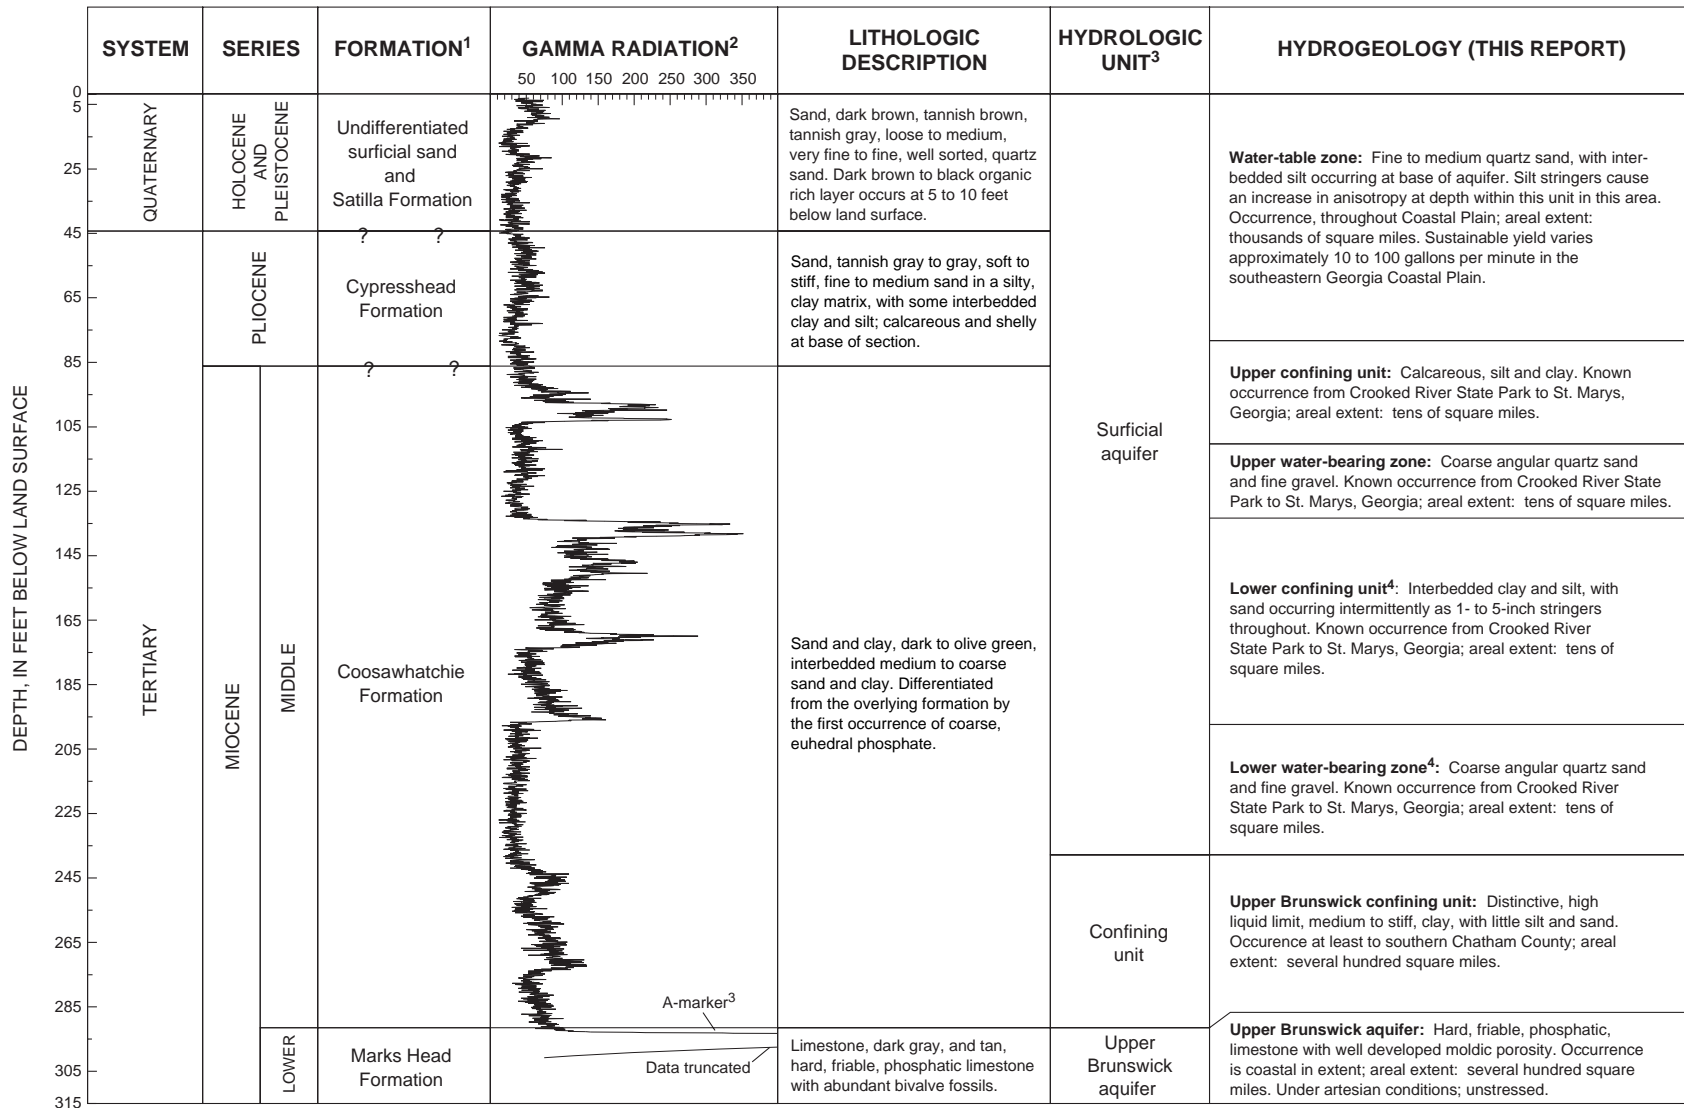 SYSTEM
SERIES
FORMATION1
GAMMA RADIATION2
LITHOLOGIC
DESCRIPTION
HYDROLOGIC
UNIT3
HYDROGEOLOGY (THIS REPORT)
50 100 150 200 250 300 350
DEPTH, IN FEET BELOW LAND SURFACE
0
5
25
45
65
85
105
125
145
165
185
205
225
245
265
285
305
315
QUATERNARY
TERTIARY
HOLOCENE
AND
PLEISTOCENE
PLIOCENE
MIOCENE
MIDDLE
LOWER
Undifferentiated
surficial sand
and
Satilla Formation
? ?
Cypresshead
Formation
? ?
Coosawhatchie
Formation
Marks Head
Formation
A-marker3
Data truncated
Sand, dark brown, tannish brown,
tannish gray, loose to medium,
very fine to fine, well sorted, quartz
sand. Dark brown to black organic
rich layer occurs at 5 to 10 feet
below land surface.
Sand, tannish gray to gray, soft to
stiff, fine to medium sand in a silty,
clay matrix, with some interbedded
clay and silt; calcareous and shelly
at base of section.
Sand and clay, dark to olive green,
interbedded medium to coarse
sand and clay. Differentiated
from the overlying formation by
the first occurrence of coarse,
euhedral phosphate.
Limestone, dark gray, and tan,
hard, friable, phosphatic limestone
with abundant bivalve fossils.
Surficial
aquifer
Confining
unit
Upper
Brunswick
aquifer
Water-table zone: Fine to medium quartz sand, with inter-
bedded silt occurring at base of aquifer. Silt stringers cause
an increase in anisotropy at depth within this unit in this area.
Occurrence, throughout Coastal Plain; areal extent:
thousands of square miles. Sustainable yield varies
approximately 10 to 100 gallons per minute in the
southeastern Georgia Coastal Plain.
Upper confining unit: Calcareous, silt and clay. Known
occurrence from Crooked River State Park to St. Marys,
Georgia; areal extent: tens of square miles.
Upper water-bearing zone: Coarse angular quartz sand
and fine gravel. Known occurrence from Crooked River State
Park to St. Marys, Georgia; areal extent: tens of square miles.
Lower confining unit4: Interbedded clay and silt, with
sand occurring intermittently as 1- to 5-inch stringers
throughout. Known occurrence from Crooked River
State Park to St. Marys, Georgia; areal extent: tens of
square miles.
Lower water-bearing zone4: Coarse angular quartz sand
and fine gravel. Known occurrence from Crooked River
State Park to St. Marys, Georgia; areal extent: tens of
square miles.
Upper Brunswick confining unit: Distinctive, high
liquid limit, medium to stiff, clay, with little silt and sand.
Occurence at least to southern Chatham County; areal
extent: several hundred square miles.
Upper Brunswick aquifer: Hard, friable, phosphatic,
limestone with well developed moldic porosity. Occurrence
is coastal in extent; areal extent: several hundred square
miles. Under artesian conditions; unstressed.